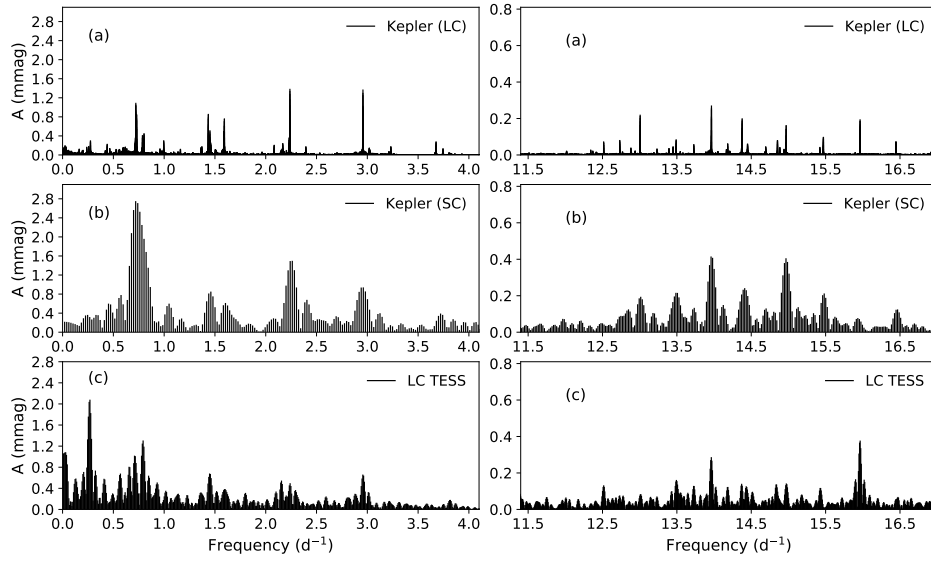 2.8
2.4
2.0
1.6
1.2
0.8
0.4
0.0
A (mmag)
(a)
Kepler (LC)
0.0 0.5 1.0 1.5 2.0 2.5 3.0 3.5 4.0
0.8
0.6
0.4
0.2
0.0
(a)
Kepler (LC)
11.5 12.5 13.5 14.5 15.5 16.5
2.8
2.4
2.0
1.6
1.2
0.8
0.4
0.0
A (mmag)
(b)
Kepler (SC)
0.0 0.5 1.0 1.5 2.0 2.5 3.0 3.5 4.0
0.8
0.6
0.4
0.2
0.0
(b)
Kepler (SC)
11.5 12.5 13.5 14.5 15.5 16.5
2.8
2.4
2.0
1.6
1.2
0.8
0.4
0.0
A (mmag)
(c)
LC TESS
0.0 0.5 1.0 1.5 2.0 2.5 3.0 3.5 4.0
Frequency (d⁻¹)
0.8
0.6
0.4
0.2
0.0
(c)
LC TESS
11.5 12.5 13.5 14.5 15.5 16.5
Frequency (d⁻¹)